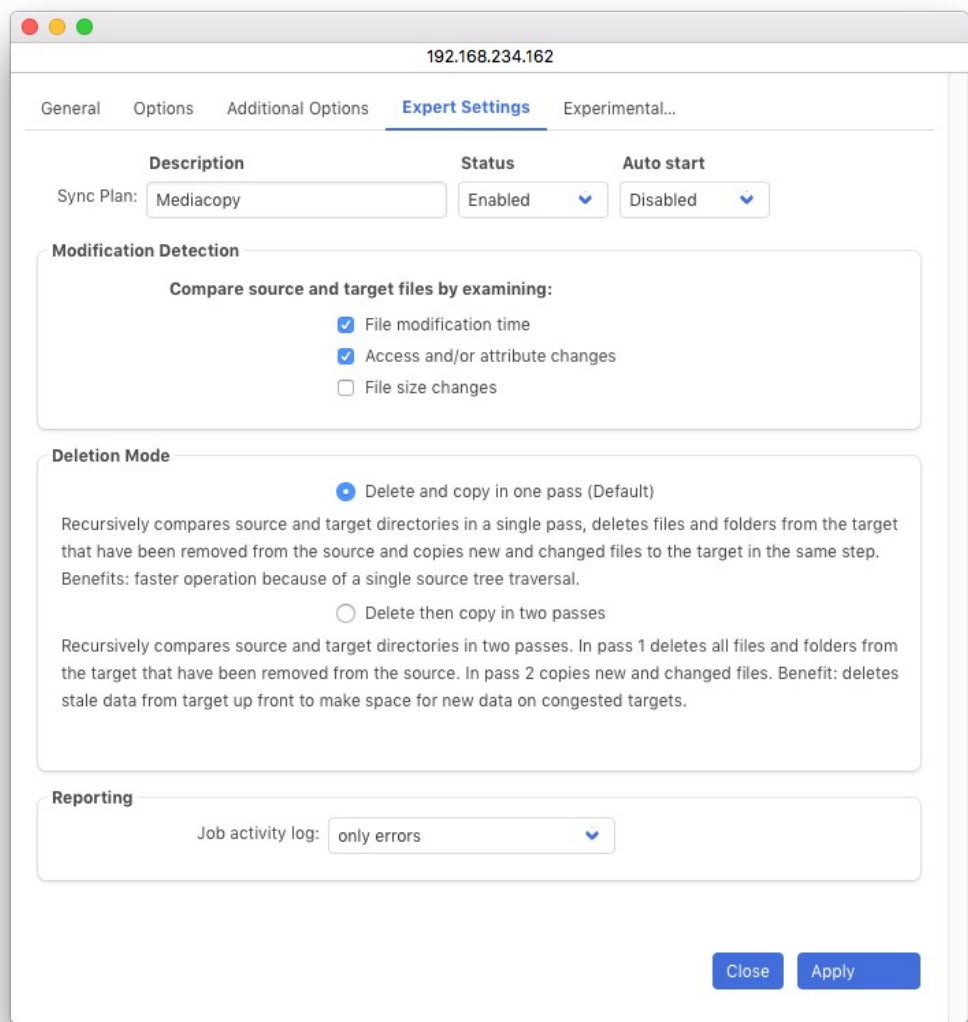 192.168.234.162
General Options Additional Options Expert Settings Experimental...
Description Status Auto start
Sync Plan: Mediacopy Enabled Disabled
Modification Detection
Compare source and target files by examining:
File modification time
Access and/or attribute changes
File size changes
Deletion Mode
Delete and copy in one pass (Default)
Recursively compares source and target directories in a single pass, deletes files and folders from the target
that have been removed from the source and copies new and changed files to the target in the same step.
Benefits: faster operation because of a single source tree traversal.
Delete then copy in two passes
Recursively compares source and target directories in two passes. In pass 1 deletes all files and folders from
the target that have been removed from the source. In pass 2 copies new and changed files. Benefit: deletes
stale data from target up front to make space for new data on congested targets.
Reporting
Job activity log: only errors
Close Apply